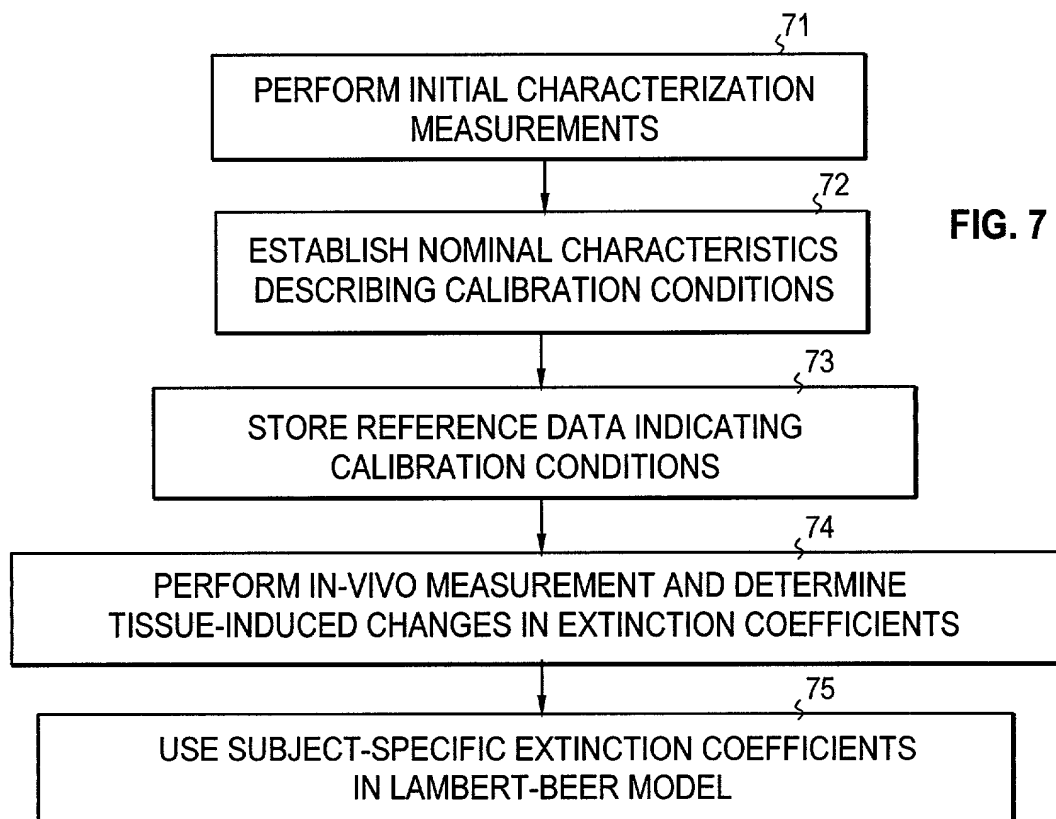 71
PERFORM INITIAL CHARACTERIZATION
MEASUREMENTS
72
ESTABLISH NOMINAL CHARACTERISTICS
DESCRIBING CALIBRATION CONDITIONS
FIG. 7
73
STORE REFERENCE DATA INDICATING
CALIBRATION CONDITIONS
74
PERFORM IN-VIVO MEASUREMENT AND DETERMINE
TISSUE-INDUCED CHANGES IN EXTINCTION COEFFICIENTS
75
USE SUBJECT-SPECIFIC EXTINCTION COEFFICIENTS
IN LAMBERT-BEER MODEL